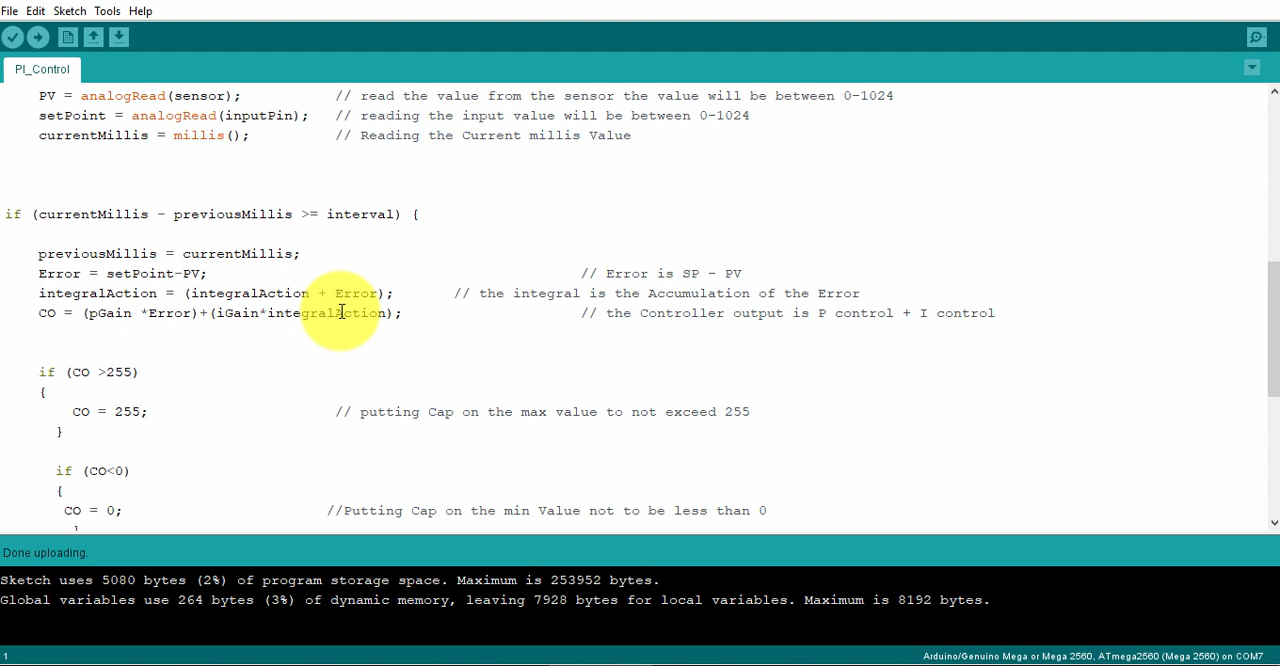 File Edit Sketch Tools Help
PI_Control
PV = analogRead(sensor); // read the value from the sensor the value will be between 0-1024
setPoint = analogRead(inputPin); // reading the input value will be between 0-1024
currentMillis = millis(); // Reading the Current millis Value
if (currentMillis - previousMillis >= interval) {
previousMillis = currentMillis;
Error = setPoint-PV; // Error is SP - PV
integralAction = (integralAction + Error); // the integral is the Accumulation of the Error
CO = (pGain *Error)+(iGain*integralAction); // the Controller output is P control + I control
if (CO >255)
{
CO = 255; // putting Cap on the max value to not exceed 255
}
if (CO<0)
{
CO = 0; //Putting Cap on the min Value not to be less than 0
}
Done uploading.
Sketch uses 5080 bytes (2%) of program storage space. Maximum is 253952 bytes.
Global variables use 264 bytes (3%) of dynamic memory, leaving 7928 bytes for local variables. Maximum is 8192 bytes.
1 Arduino/Genuino Mega or Mega 2560, ATmega2560 (Mega 2560) on COM7